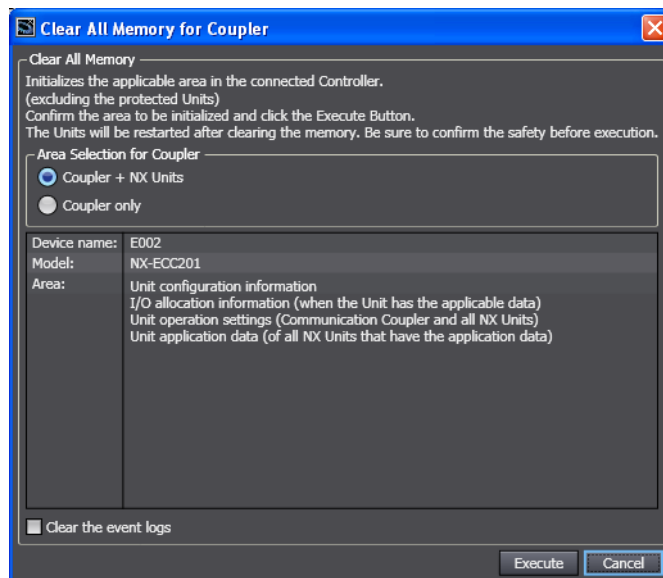 Clear All Memory for Coupler
Clear All Memory
Initializes the applicable area in the connected Controller.
(excluding the protected Units)
Confirm the area to be initialized and click the Execute Button.
The Units will be restarted after clearing the memory. Be sure to confirm the safety before execution.
Area Selection for Coupler
Coupler + NX Units
Coupler only
Device name: E002
Model: NX-ECC201
Area: Unit configuration information
I/O allocation information (when the Unit has the applicable data)
Unit operation settings (Communication Coupler and all NX Units)
Unit application data (of all NX Units that have the application data)
Clear the event logs
Execute Cancel